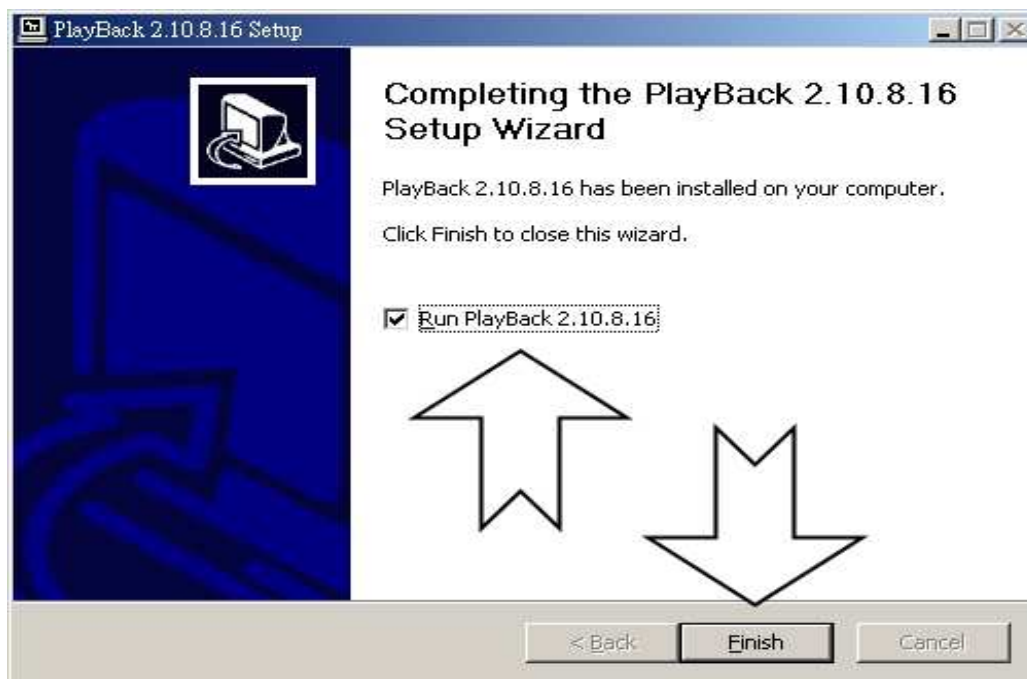 PlayBack 2.10.8.16 Setup
Completing the PlayBack 2.10.8.16
Setup Wizard
PlayBack 2.10.8.16 has been installed on your computer.
Click Finish to close this wizard.
Run PlayBack 2.10.8.16
< Back Finish Cancel